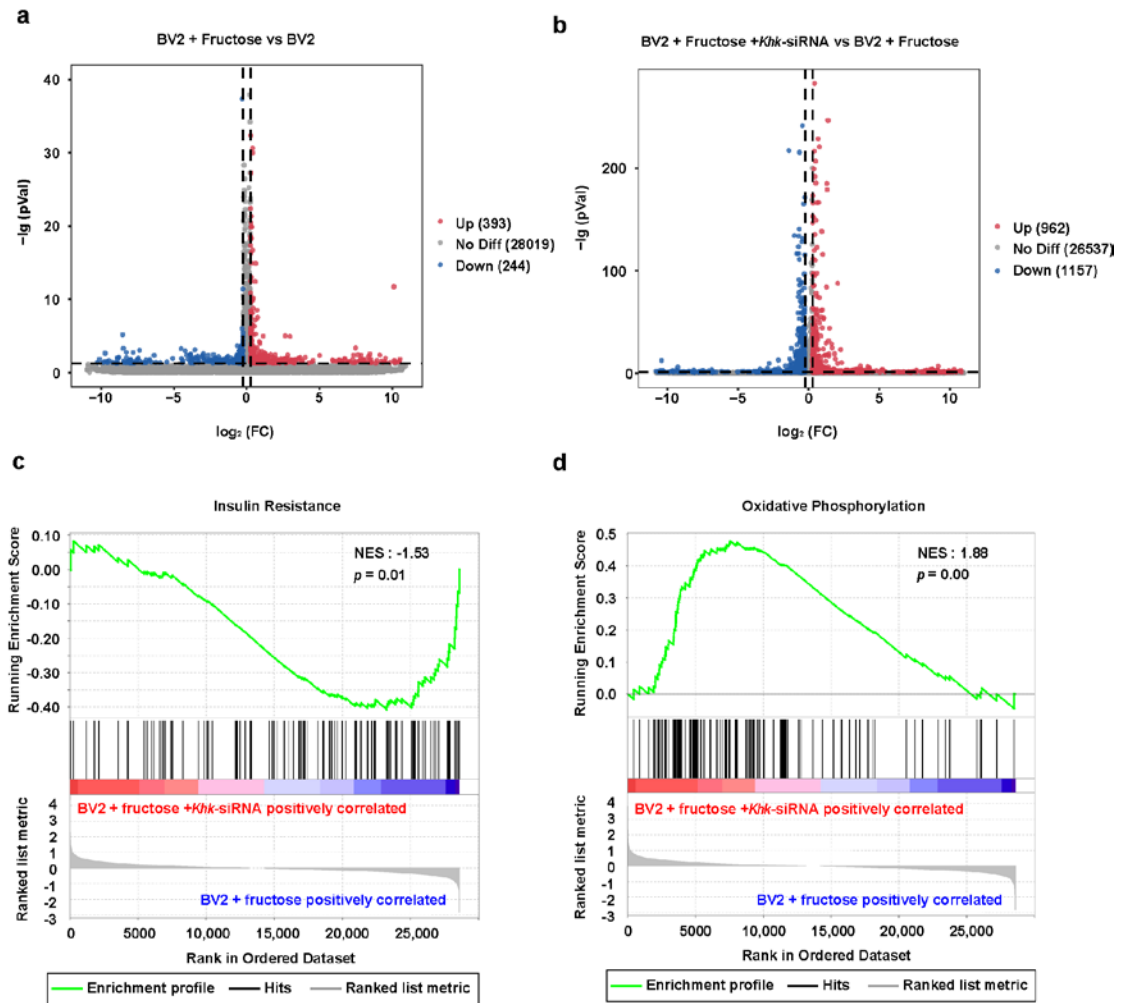 a
BV2 + Fructose vs BV2
40
30
20
10
0
−lg (pVal)
−10
−5
0
5
10
log₂ (FC)
Up (393)
No Diff (28019)
Down (244)
b
BV2 + Fructose +Khk-siRNA vs BV2 + Fructose
200
100
0
−lg (pVal)
−10
−5
0
5
10
log₂ (FC)
Up (962)
No Diff (26537)
Down (1157)
c
Insulin Resistance
0.10
0.00
-0.10
-0.20
-0.30
-0.40
Running Enrichment Score
NES : -1.53
p = 0.01
BV2 + fructose +Khk-siRNA positively correlated
BV2 + fructose positively correlated
4
3
2
1
0
-1
-2
-3
Ranked list metric
0
5000
10,000
15,000
20,000
25,000
Rank in Ordered Dataset
Enrichment profile
Hits
Ranked list metric
d
Oxidative Phosphorylation
0.5
0.4
0.3
0.2
0.1
0.0
Running Enrichment Score
NES : 1.88
p = 0.00
BV2 + fructose +Khk-siRNA positively correlated
BV2 + fructose positively correlated
4
3
2
1
0
-1
-2
-3
Ranked list metric
0
5000
10,000
15,000
20,000
25,000
Rank in Ordered Dataset
Enrichment profile
Hits
Ranked list metric